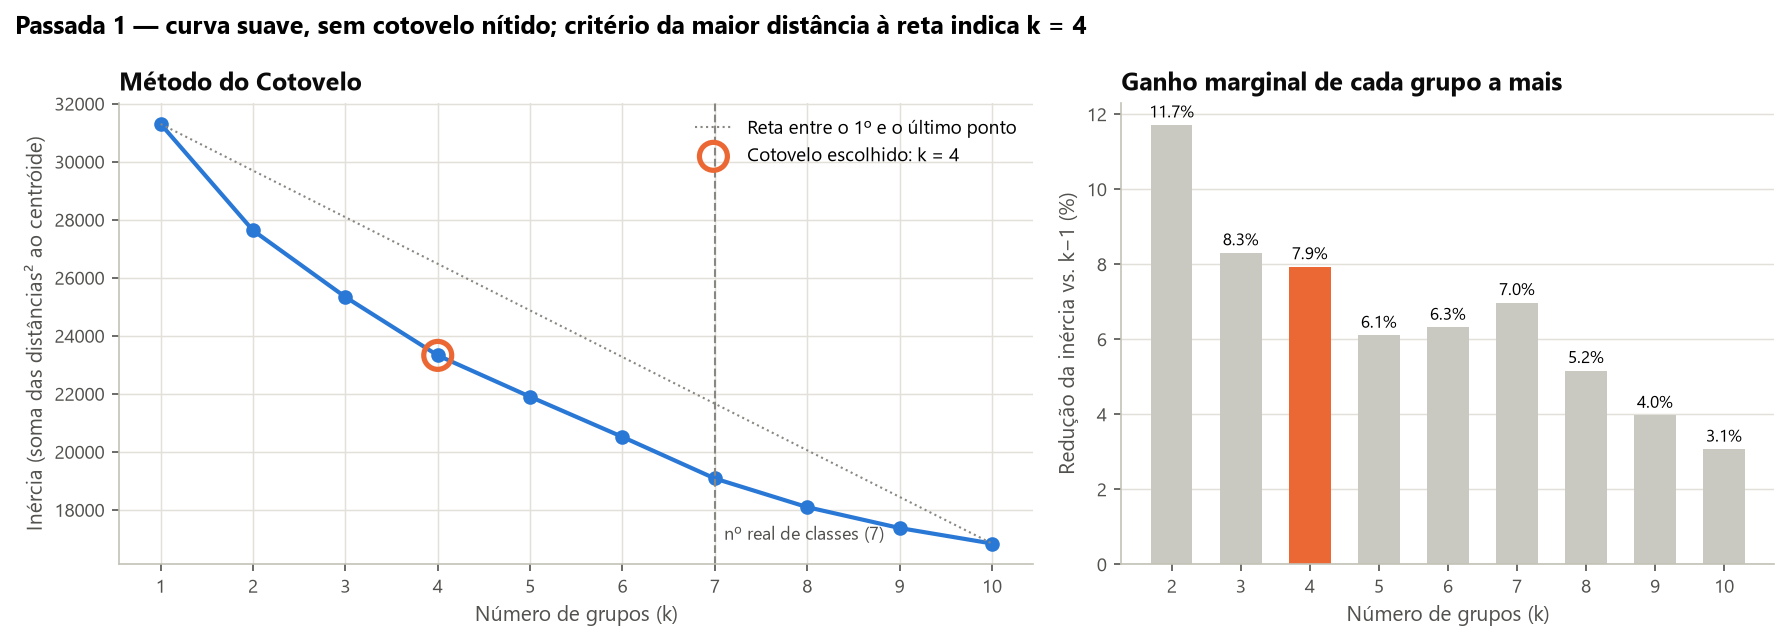 Passada 1 — curva suave, sem cotovelo nítido; critério da maior distância à reta indica k = 4
Método do Cotovelo
Inércia (soma das distâncias² ao centróide)
32000
30000
28000
26000
24000
22000
20000
18000
Reta entre o 1º e o último ponto
Cotovelo escolhido: k = 4
nº real de classes (7)
1 2 3 4 5 6 7 8 9 10
Número de grupos (k)
Ganho marginal de cada grupo a mais
Redução da inércia vs. k−1 (%)
12
10
8
6
4
2
0
11.7%
8.3%
7.9%
6.1%
6.3%
7.0%
5.2%
4.0%
3.1%
2 3 4 5 6 7 8 9 10
Número de grupos (k)